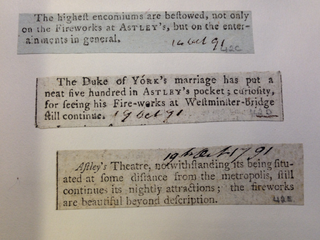 The higheſt encomiums are beſtowed, not only
on the Fireworks at ASTLEY's, but on the enter-
ainments in general. 14 Oct 91
The Duke of YORK's marriage has put a
neat five hundred in ASTLEY's pocket; curioſity,
for ſeeing his Fire-works at Weſtminſter-Bridge
ſtill continue. 19 Oct 91
19th Oct. 1791
Aſtley's Theatre, notwithſtanding its being ſitu-
ated at ſome diſtance from the metropolis, ſtill
continues its nightly attractions; the fireworks
are beautiful beyond deſcription.